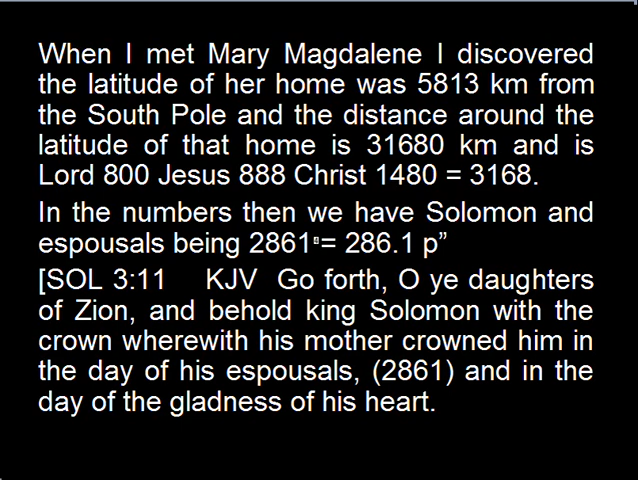 When I met Mary Magdalene I discovered
the latitude of her home was 5813 km from
the South Pole and the distance around the
latitude of that home is 31680 km and is
Lord 800 Jesus 888 Christ 1480 = 3168.
In the numbers then we have Solomon and
espousals being 2861 = 286.1 p”
[SOL 3:11 KJV Go forth, O ye daughters
of Zion, and behold king Solomon with the
crown wherewith his mother crowned him in
the day of his espousals, (2861) and in the
day of the gladness of his heart.